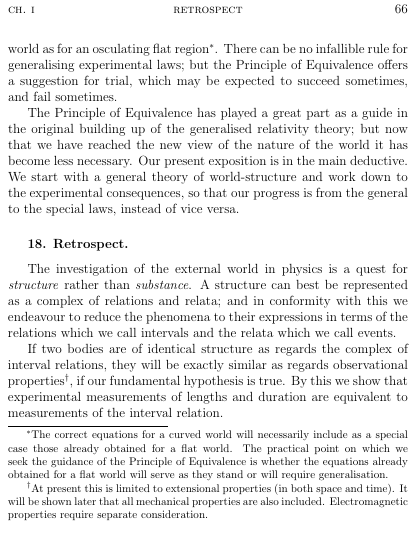 CH. I RETROSPECT 66
world as for an osculating flat region*. There can be no infallible rule for
generalising experimental laws; but the Principle of Equivalence offers
a suggestion for trial, which may be expected to succeed sometimes,
and fail sometimes.
The Principle of Equivalence has played a great part as a guide in
the original building up of the generalised relativity theory; but now
that we have reached the new view of the nature of the world it has
become less necessary. Our present exposition is in the main deductive.
We start with a general theory of world-structure and work down to
the experimental consequences, so that our progress is from the general
to the special laws, instead of vice versa.
18. Retrospect.
The investigation of the external world in physics is a quest for
structure rather than substance. A structure can best be represented
as a complex of relations and relata; and in conformity with this we
endeavour to reduce the phenomena to their expressions in terms of the
relations which we call intervals and the relata which we call events.
If two bodies are of identical structure as regards the complex of
interval relations, they will be exactly similar as regards observational
properties†, if our fundamental hypothesis is true. By this we show that
experimental measurements of lengths and duration are equivalent to
measurements of the interval relation.
*The correct equations for a curved world will necessarily include as a special
case those already obtained for a flat world. The practical point on which we
seek the guidance of the Principle of Equivalence is whether the equations already
obtained for a flat world will serve as they stand or will require generalisation.
†At present this is limited to extensional properties (in both space and time). It
will be shown later that all mechanical properties are also included. Electromagnetic
properties require separate consideration.